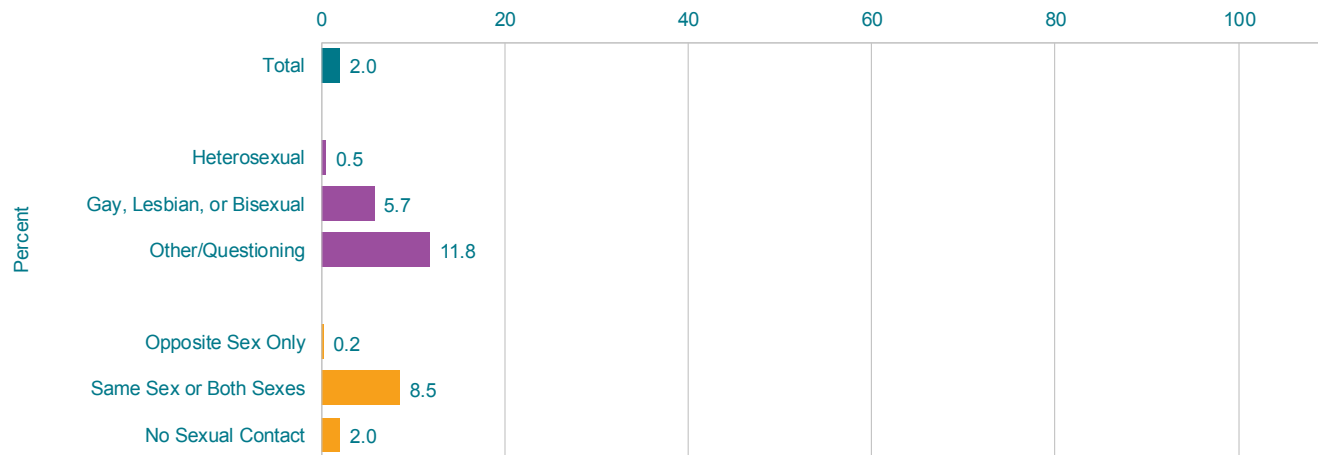 0 20 40 60 80 100
Total 2.0
Heterosexual 0.5
Gay, Lesbian, or Bisexual 5.7
Other/Questioning 11.8
Opposite Sex Only 0.2
Same Sex or Both Sexes 8.5
No Sexual Contact 2.0
Percent